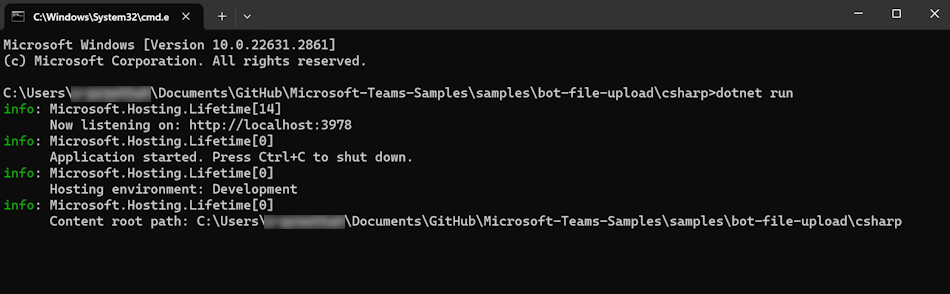 C:\Windows\System32\cmd.e
Microsoft Windows [Version 10.0.22631.2861]
(c) Microsoft Corporation. All rights reserved.
C:\Users\ \Documents\GitHub\Microsoft-Teams-Samples\samples\bot-file-upload\csharp>dotnet run
info: Microsoft.Hosting.Lifetime[14]
Now listening on: http://localhost:3978
info: Microsoft.Hosting.Lifetime[0]
Application started. Press Ctrl+C to shut down.
info: Microsoft.Hosting.Lifetime[0]
Hosting environment: Development
info: Microsoft.Hosting.Lifetime[0]
Content root path: C:\Users\ \Documents\GitHub\Microsoft-Teams-Samples\samples\bot-file-upload\csharp